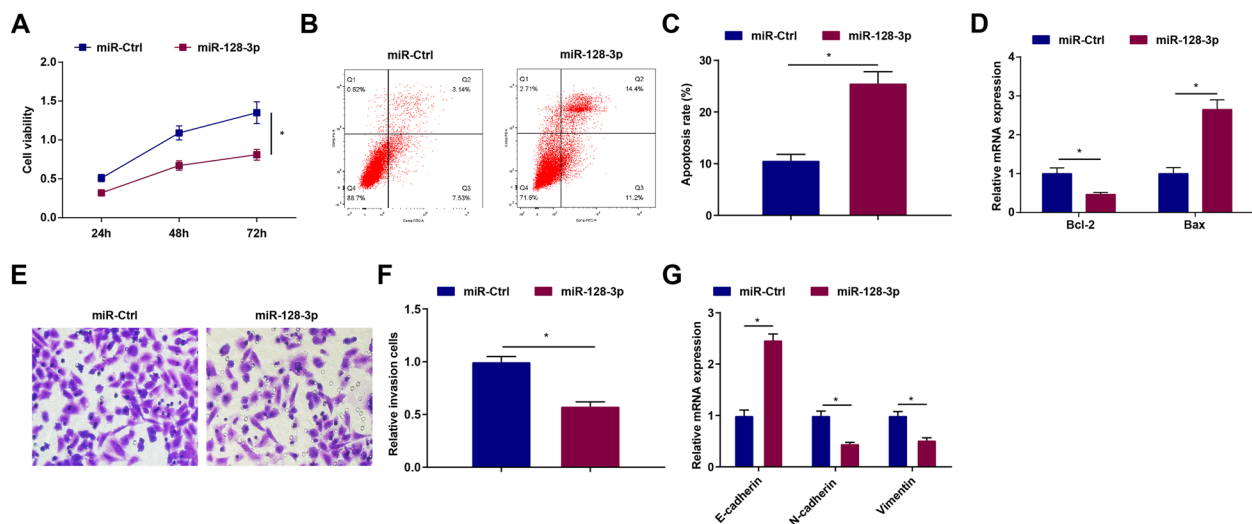 A
miR-Ctrl
miR-128-3p
Cell viability
2.0
1.5
1.0
0.5
0.0
24h
48h
72h
*
B
miR-Ctrl
miR-128-3p
Q1
0.62%
Q2
3.14%
Q4
88.7%
Q3
7.53%
Comp-FITC-A
Q1
2.71%
Q2
14.4%
Q4
71.6%
Q3
11.2%
Comp-FITC-A
C
miR-Ctrl
miR-128-3p
Apoptosis rate (%)
30
20
10
0
*
D
miR-Ctrl
miR-128-3p
Relative mRNA expression
4
3
2
1
0
*
*
Bcl-2
Bax
E
miR-Ctrl
miR-128-3p
F
miR-Ctrl
miR-128-3p
Relative invasion cells
1.5
1.0
0.5
0.0
*
G
miR-Ctrl
miR-128-3p
Relative mRNA expression
3
2
1
0
*
*
*
E-cadherin
N-cadherin
Vimentin